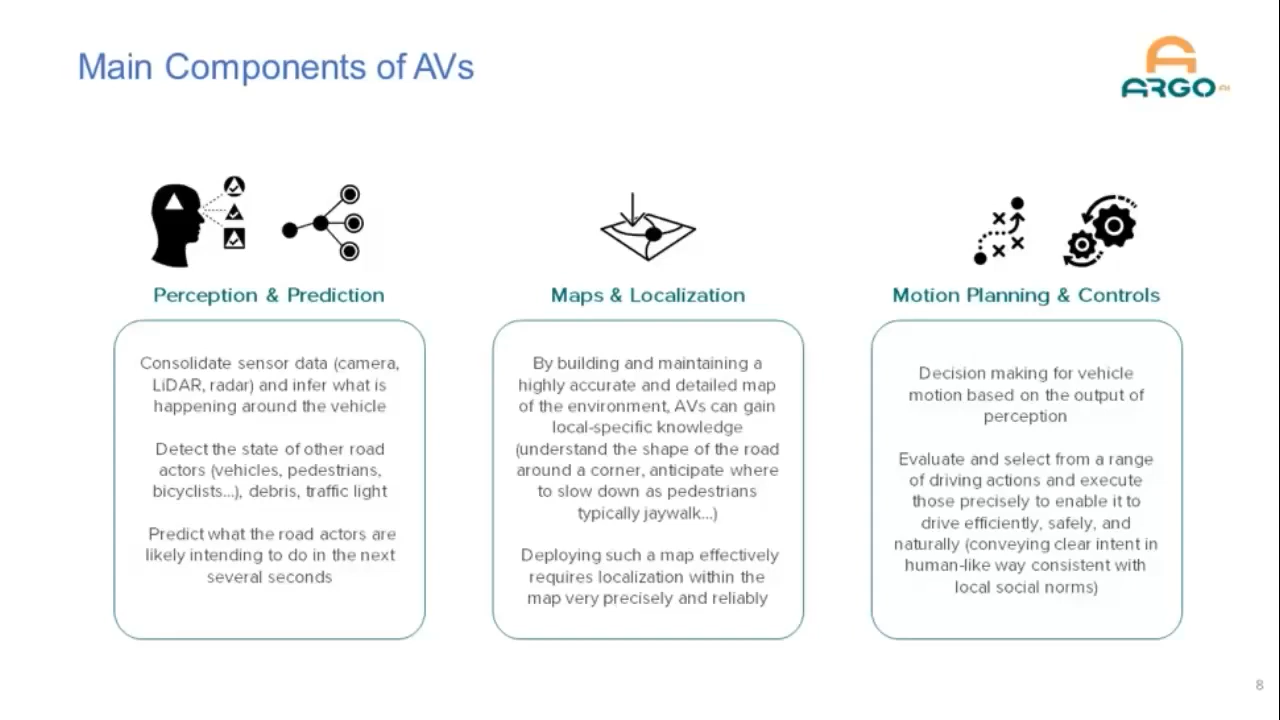 Main Components of AVs
ARGO AI
Perception & Prediction
Consolidate sensor data (camera,
LiDAR, radar) and infer what is
happening around the vehicle
Detect the state of other road
actors (vehicles, pedestrians,
bicyclists...), debris, traffic light
Predict what the road actors are
likely intending to do in the next
several seconds
Maps & Localization
By building and maintaining a
highly accurate and detailed map
of the environment, AVs can gain
local-specific knowledge
(understand the shape of the road
around a corner, anticipate where
to slow down as pedestrians
typically jaywalk...)
Deploying such a map effectively
requires localization within the
map very precisely and reliably
Motion Planning & Controls
Decision making for vehicle
motion based on the output of
perception
Evaluate and select from a range
of driving actions and execute
those precisely to enable it to
drive efficiently, safely, and
naturally (conveying clear intent in
human-like way consistent with
local social norms)
8